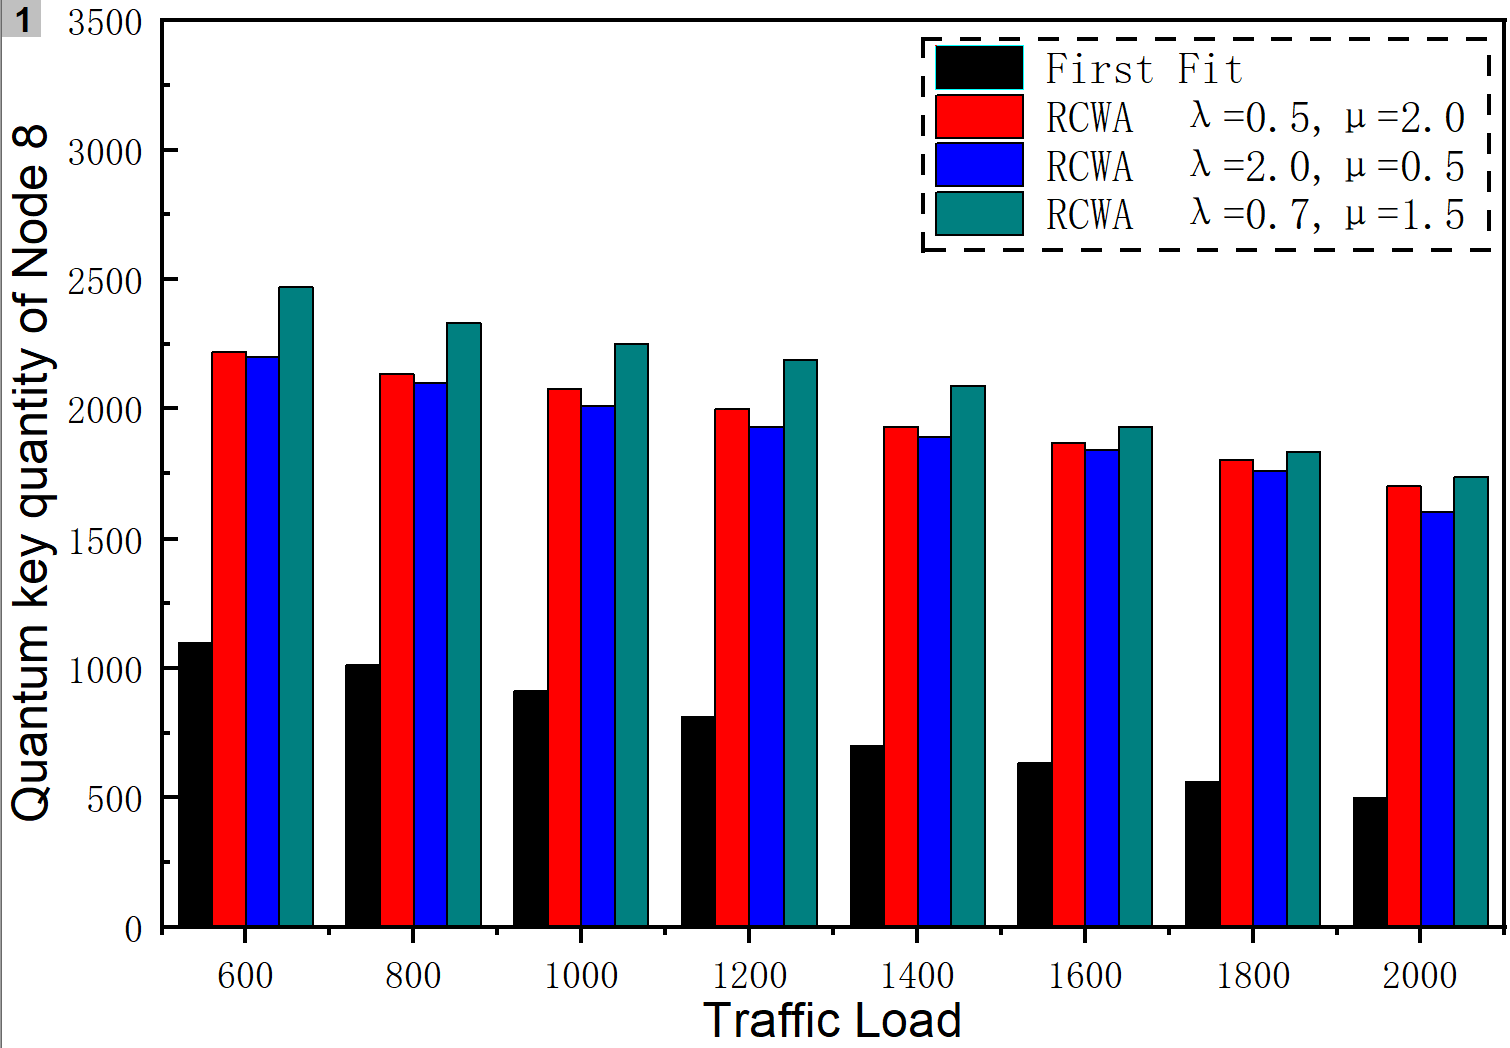 1
3500
3000
2500
2000
1500
1000
500
0
Quantum key quantity of Node 8
First Fit
RCWA λ=0.5, μ=2.0
RCWA λ=2.0, μ=0.5
RCWA λ=0.7, μ=1.5
600 800 1000 1200 1400 1600 1800 2000
Traffic Load